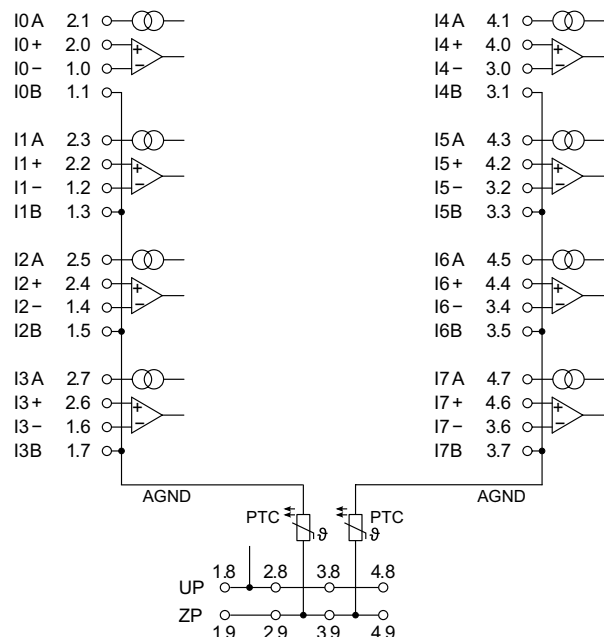 I0A 2.1
I0+ 2.0
I0− 1.0
I0B 1.1
I1A 2.3
I1+ 2.2
I1− 1.2
I1B 1.3
I2A 2.5
I2+ 2.4
I2− 1.4
I2B 1.5
I3A 2.7
I3+ 2.6
I3− 1.6
I3B 1.7
AGND
I4A 4.1
I4+ 4.0
I4− 3.0
I4B 3.1
I5A 4.3
I5+ 4.2
I5− 3.2
I5B 3.3
I6A 4.5
I6+ 4.4
I6− 3.4
I6B 3.5
I7A 4.7
I7+ 4.6
I7− 3.6
I7B 3.7
AGND
PTC ϑ
PTC ϑ
1.8 2.8 3.8 4.8
UP
ZP
1.9 2.9 3.9 4.9